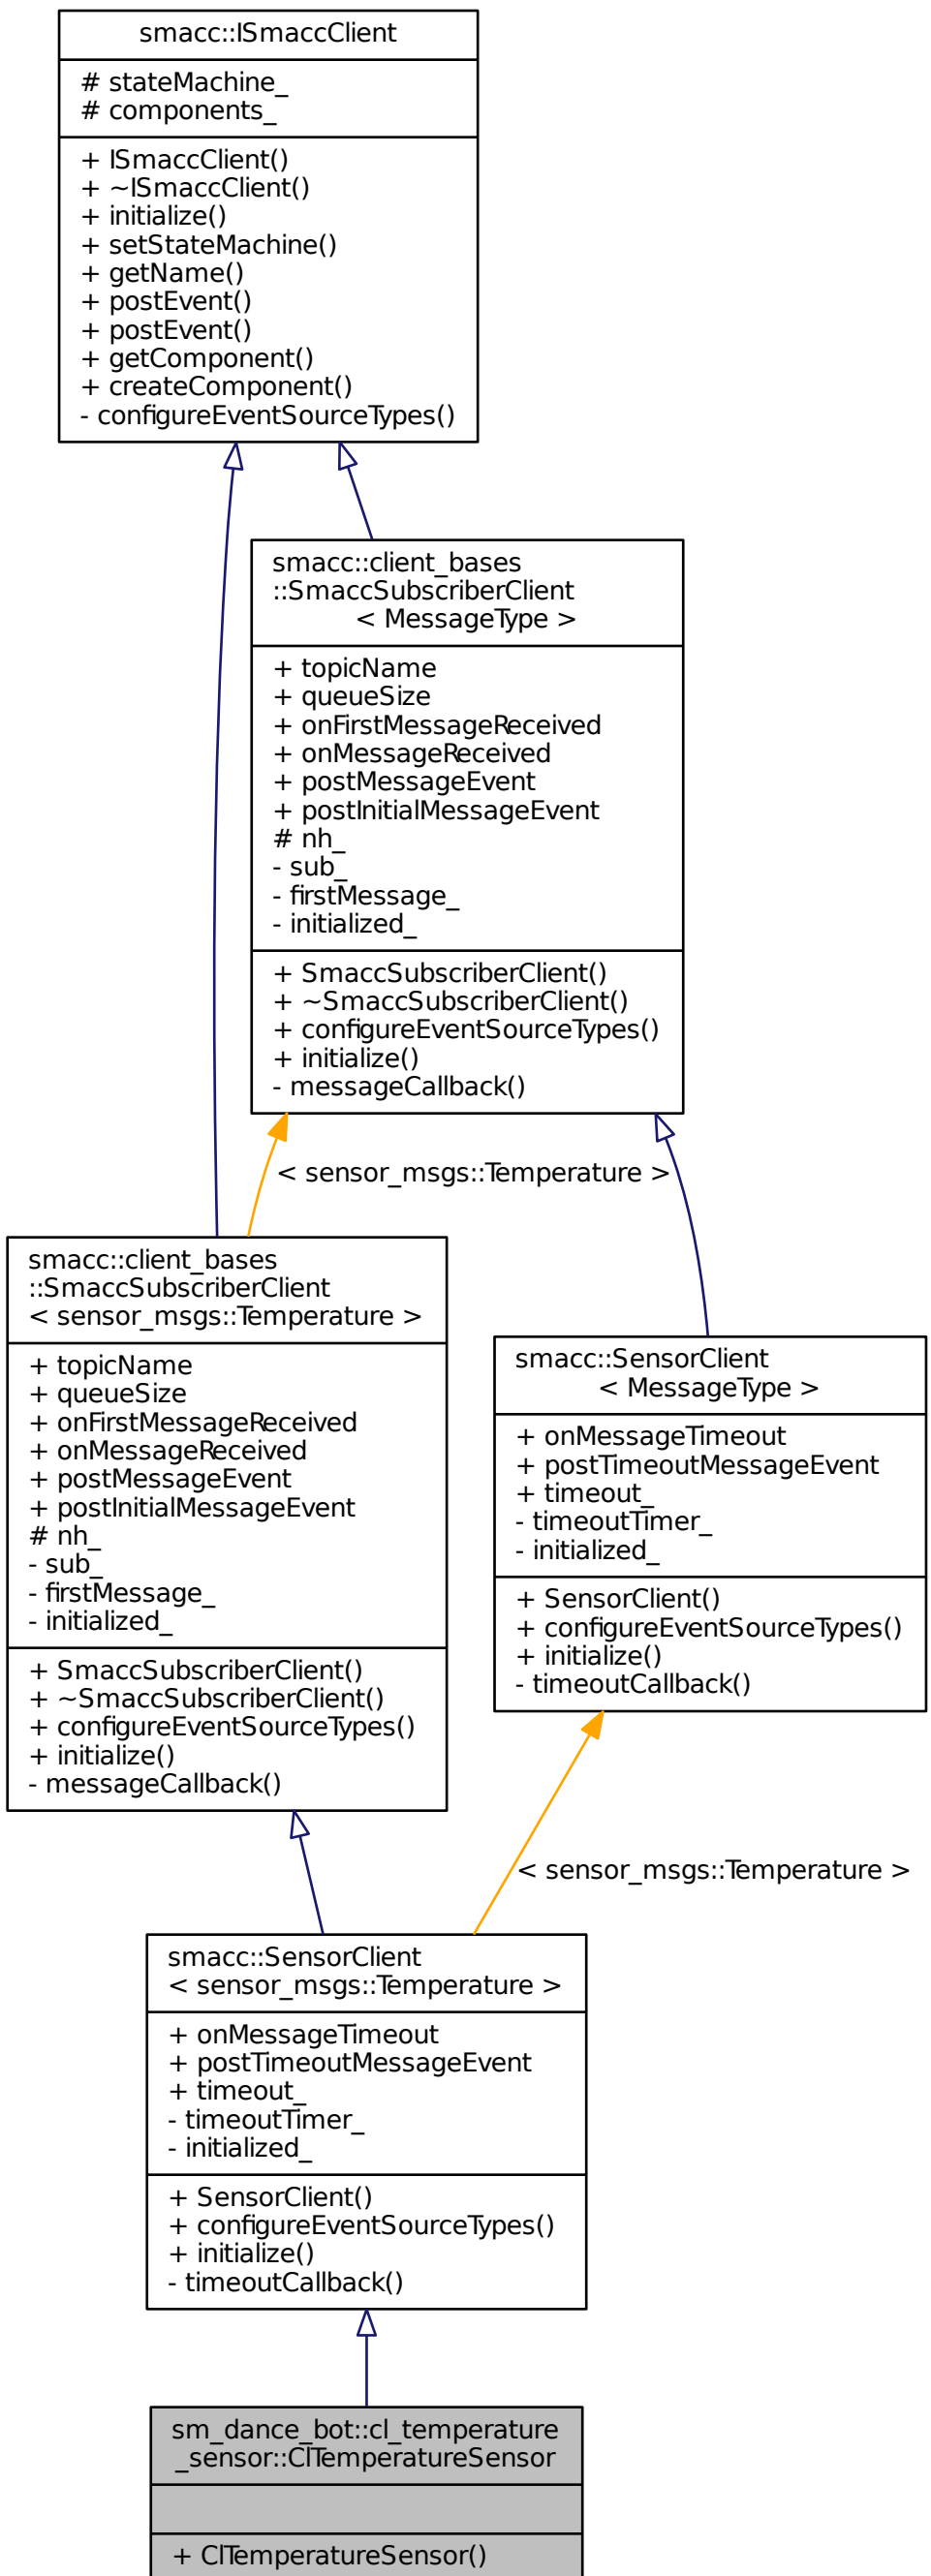 smacc::ISmaccClient
# stateMachine_
# components_
+ ISmaccClient()
+ ~ISmaccClient()
+ initialize()
+ setStateMachine()
+ getName()
+ postEvent()
+ postEvent()
+ getComponent()
+ createComponent()
- configureEventSourceTypes()
smacc::client_bases
::SmaccSubscriberClient
< MessageType >
+ topicName
+ queueSize
+ onFirstMessageReceived
+ onMessageReceived
+ postMessageEvent
+ postInitialMessageEvent
# nh_
- sub_
- firstMessage_
- initialized_
+ SmaccSubscriberClient()
+ ~SmaccSubscriberClient()
+ configureEventSourceTypes()
+ initialize()
- messageCallback()
< sensor_msgs::Temperature >
smacc::client_bases
::SmaccSubscriberClient
< sensor_msgs::Temperature >
+ topicName
+ queueSize
+ onFirstMessageReceived
+ onMessageReceived
+ postMessageEvent
+ postInitialMessageEvent
# nh_
- sub_
- firstMessage_
- initialized_
+ SmaccSubscriberClient()
+ ~SmaccSubscriberClient()
+ configureEventSourceTypes()
+ initialize()
- messageCallback()
smacc::SensorClient
< MessageType >
+ onMessageTimeout
+ postTimeoutMessageEvent
+ timeout_
- timeoutTimer_
- initialized_
+ SensorClient()
+ configureEventSourceTypes()
+ initialize()
- timeoutCallback()
< sensor_msgs::Temperature >
smacc::SensorClient
< sensor_msgs::Temperature >
+ onMessageTimeout
+ postTimeoutMessageEvent
+ timeout_
- timeoutTimer_
- initialized_
+ SensorClient()
+ configureEventSourceTypes()
+ initialize()
- timeoutCallback()
sm_dance_bot::cl_temperature
_sensor::ClTemperatureSensor
+ ClTemperatureSensor()